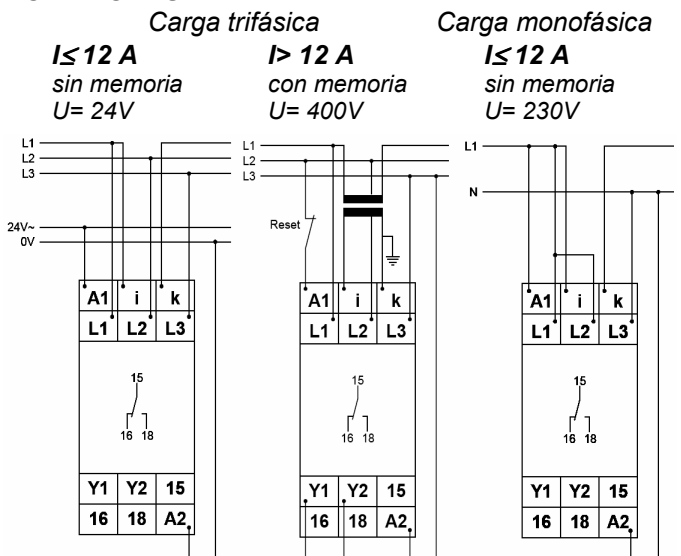 Carga trifásica Carga monofásica
I≤ 12 A I> 12 A I≤ 12 A
sin memoria con memoria sin memoria
U= 24V U= 400V U= 230V
L1
L2
L3
24V~
0V
A1 i k
L1 L2 L3
15
16 18
Y1 Y2 15
16 18 A2
L1
L2
L3
Reset
A1 i k
L1 L2 L3
15
16 18
Y1 Y2 15
16 18 A2
L1
N
A1 i k
L1 L2 L3
15
16 18
Y1 Y2 15
16 18 A2